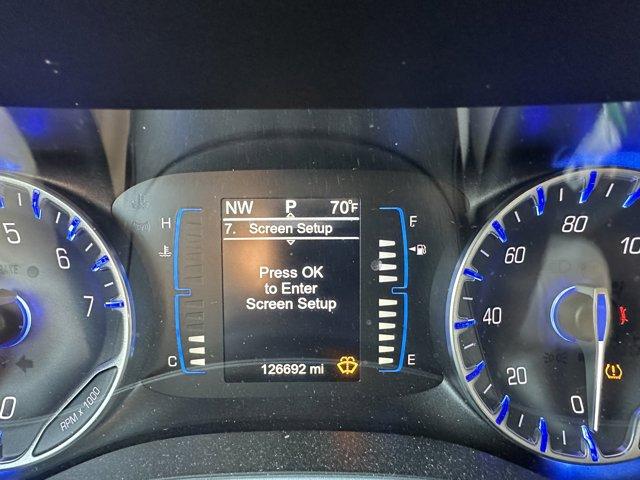 NW P 70°F
7. Screen Setup
Press OK
to Enter
Screen Setup
126692 mi
H
C
F
E
5
6
7
0
RPM x 1000
0
20
40
60
80